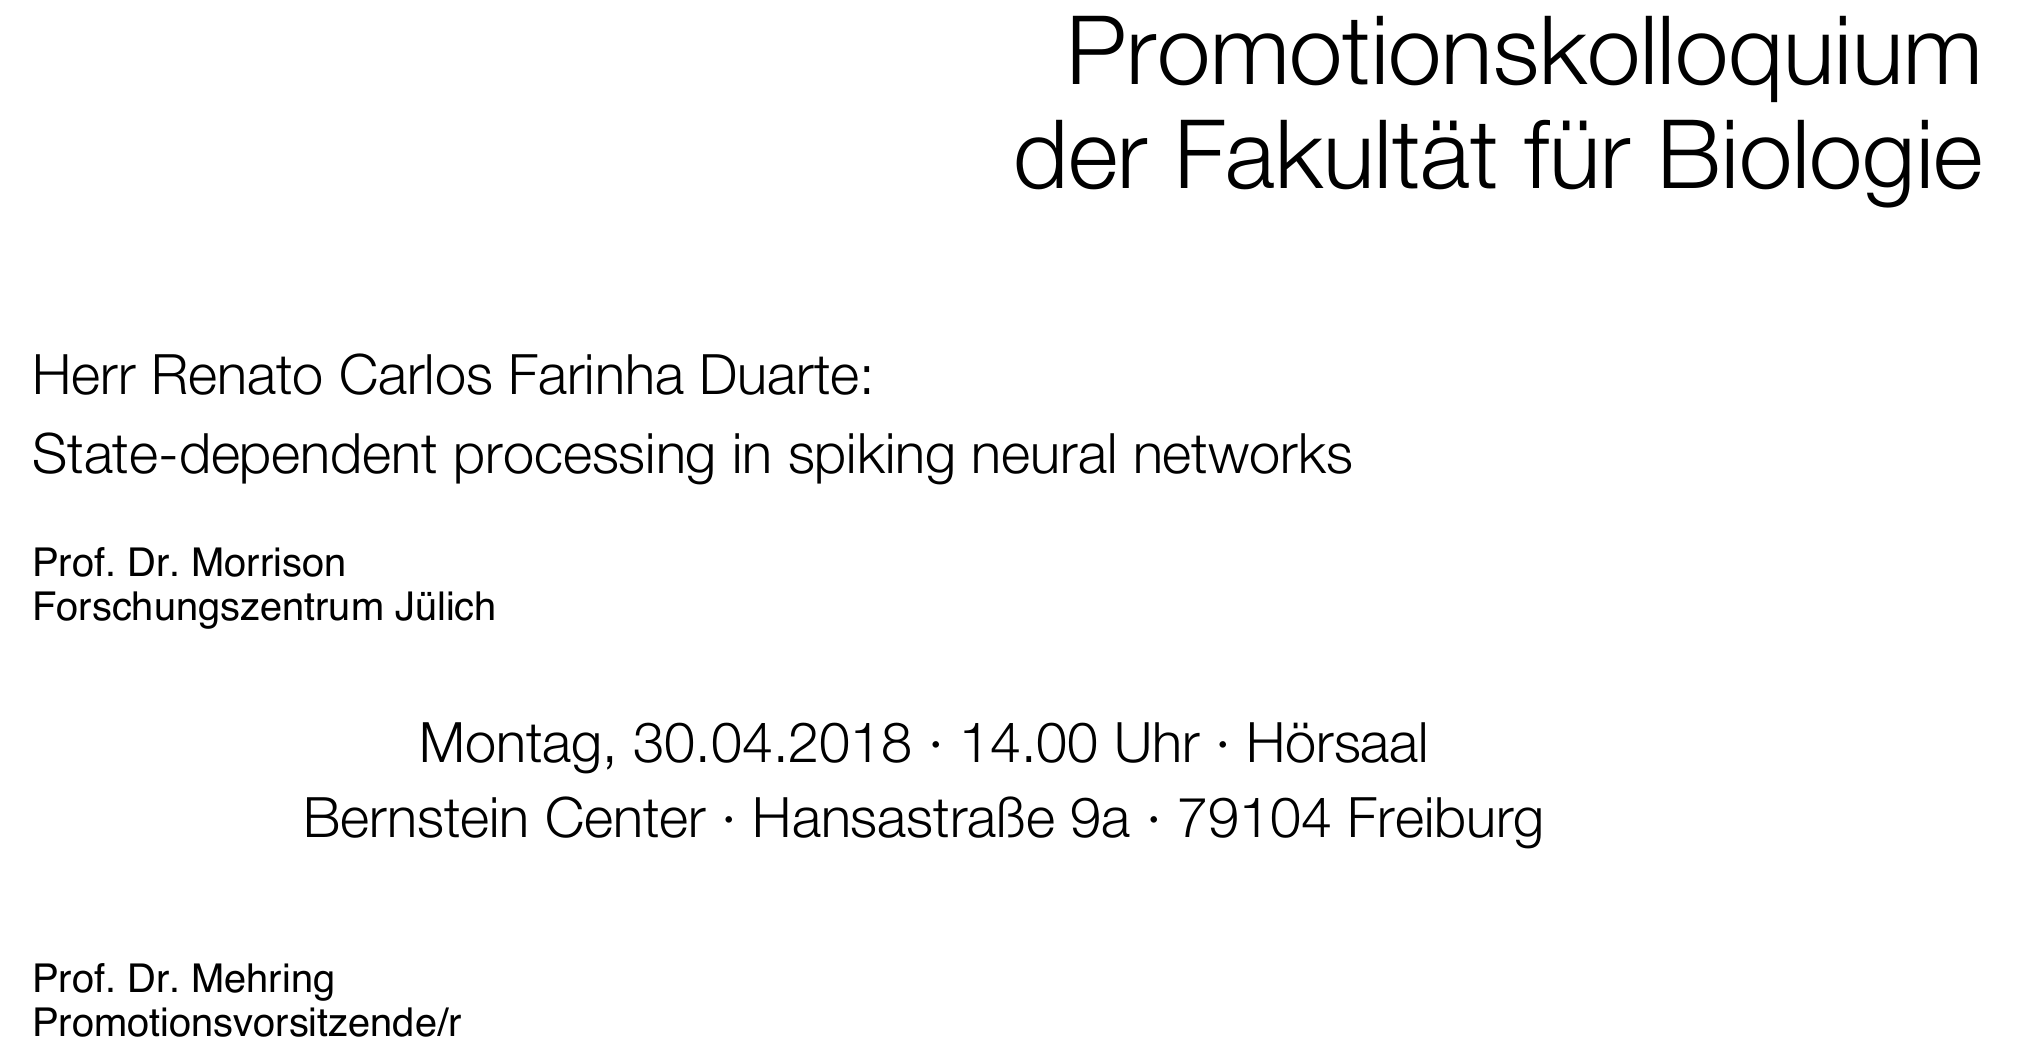 Promotionskolloquium
der Fakultät für Biologie
Herr Renato Carlos Farinha Duarte:
State-dependent processing in spiking neural networks
Prof. Dr. Morrison
Forschungszentrum Jülich
Montag, 30.04.2018 · 14.00 Uhr · Hörsaal
Bernstein Center · Hansastraße 9a · 79104 Freiburg
Prof. Dr. Mehring
Promotionsvorsitzende/r